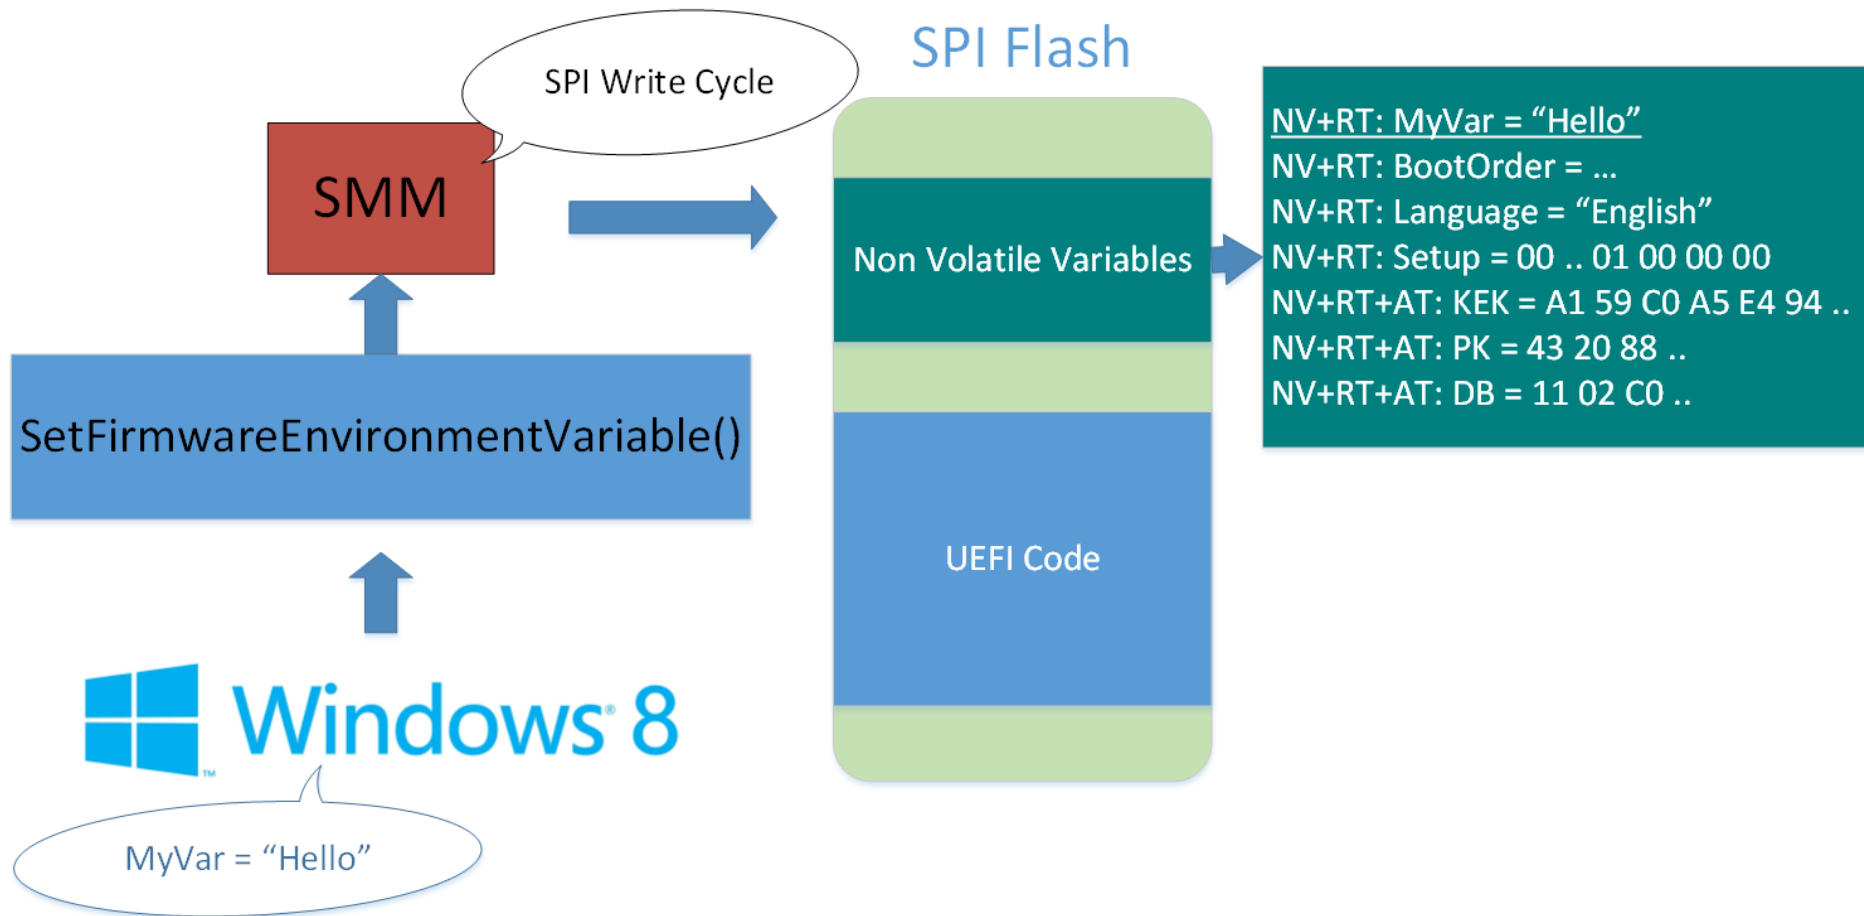 SPI Flash
SPI Write Cycle
SMM
SetFirmwareEnvironmentVariable()
Windows® 8
™
MyVar = “Hello”
Non Volatile Variables
UEFI Code
NV+RT: MyVar = “Hello”
NV+RT: BootOrder = ...
NV+RT: Language = “English”
NV+RT: Setup = 00 .. 01 00 00 00
NV+RT+AT: KEK = A1 59 C0 A5 E4 94 ..
NV+RT+AT: PK = 43 20 88 ..
NV+RT+AT: DB = 11 02 C0 ..